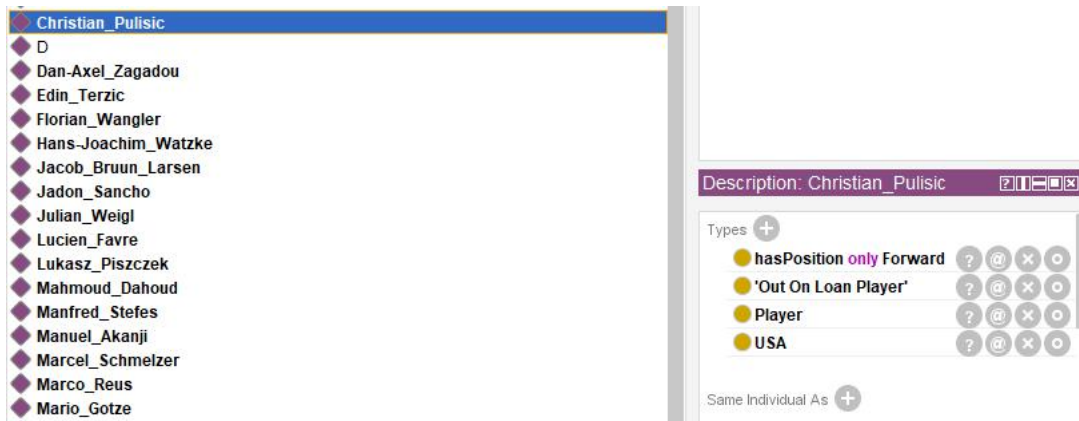 Christian_Pulisic
D
Dan-Axel_Zagadou
Edin_Terzic
Florian_Wangler
Hans-Joachim_Watzke
Jacob_Bruun_Larsen
Jadon_Sancho
Julian_Weigl
Lucien_Favre
Lukasz_Piszczek
Mahmoud_Dahoud
Manfred_Stefes
Manuel_Akanji
Marcel_Schmelzer
Marco_Reus
Mario_Gotze
Description: Christian_Pulisic
Types
hasPosition only Forward
'Out On Loan Player'
Player
USA
Same Individual As